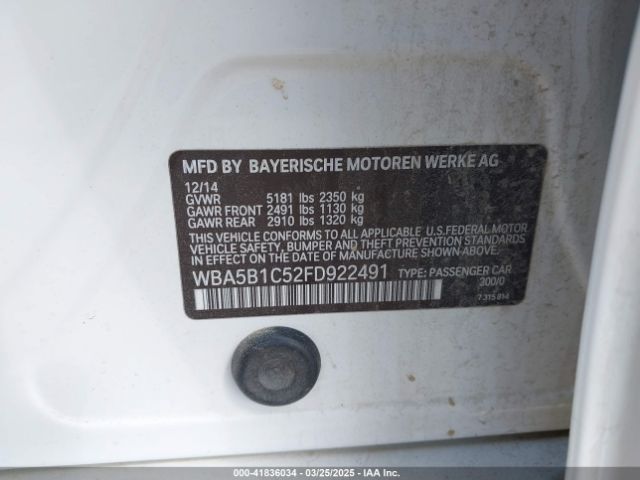 MFD BY BAYERISCHE MOTOREN WERKE AG
12/14
GVWR 5181 lbs 2350 kg
GAWR FRONT 2491 lbs 1130 kg
GAWR REAR 2910 lbs 1320 kg
THIS VEHICLE CONFORMS TO ALL APPLICABLE U.S.FEDERAL MOTOR
VEHICLE SAFETY, BUMPER AND THEFT PREVENTION STANDARDS
IN EFFECT ON THE DATE OF MANUFACTURE SHOWN ABOVE.
WBA5B1C52FD922491 TYPE: PASSENGER CAR
300/0
7 315 814
000-41836034 — 03/25/2025 — IAA Inc.